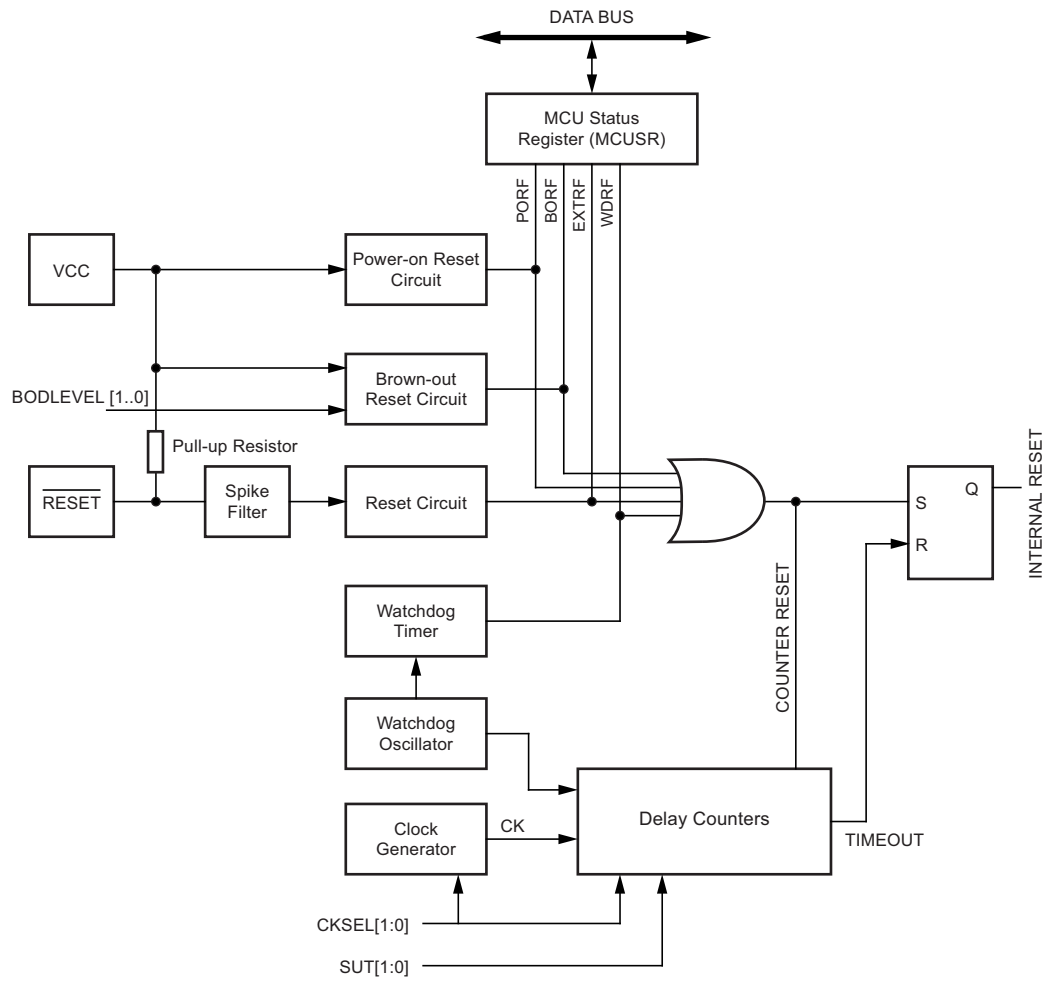 DATA BUS
MCU Status
Register (MCUSR)
PORF
BORF
EXTRF
WDRF
VCC
Power-on Reset
Circuit
BODLEVEL [1..0]
Brown-out
Reset Circuit
Pull-up Resistor
RESET
Spike
Filter
Reset Circuit
S
Q
R
INTERNAL RESET
COUNTER RESET
Watchdog
Timer
Watchdog
Oscillator
Clock
Generator
CK
Delay Counters
TIMEOUT
CKSEL[1:0]
SUT[1:0]